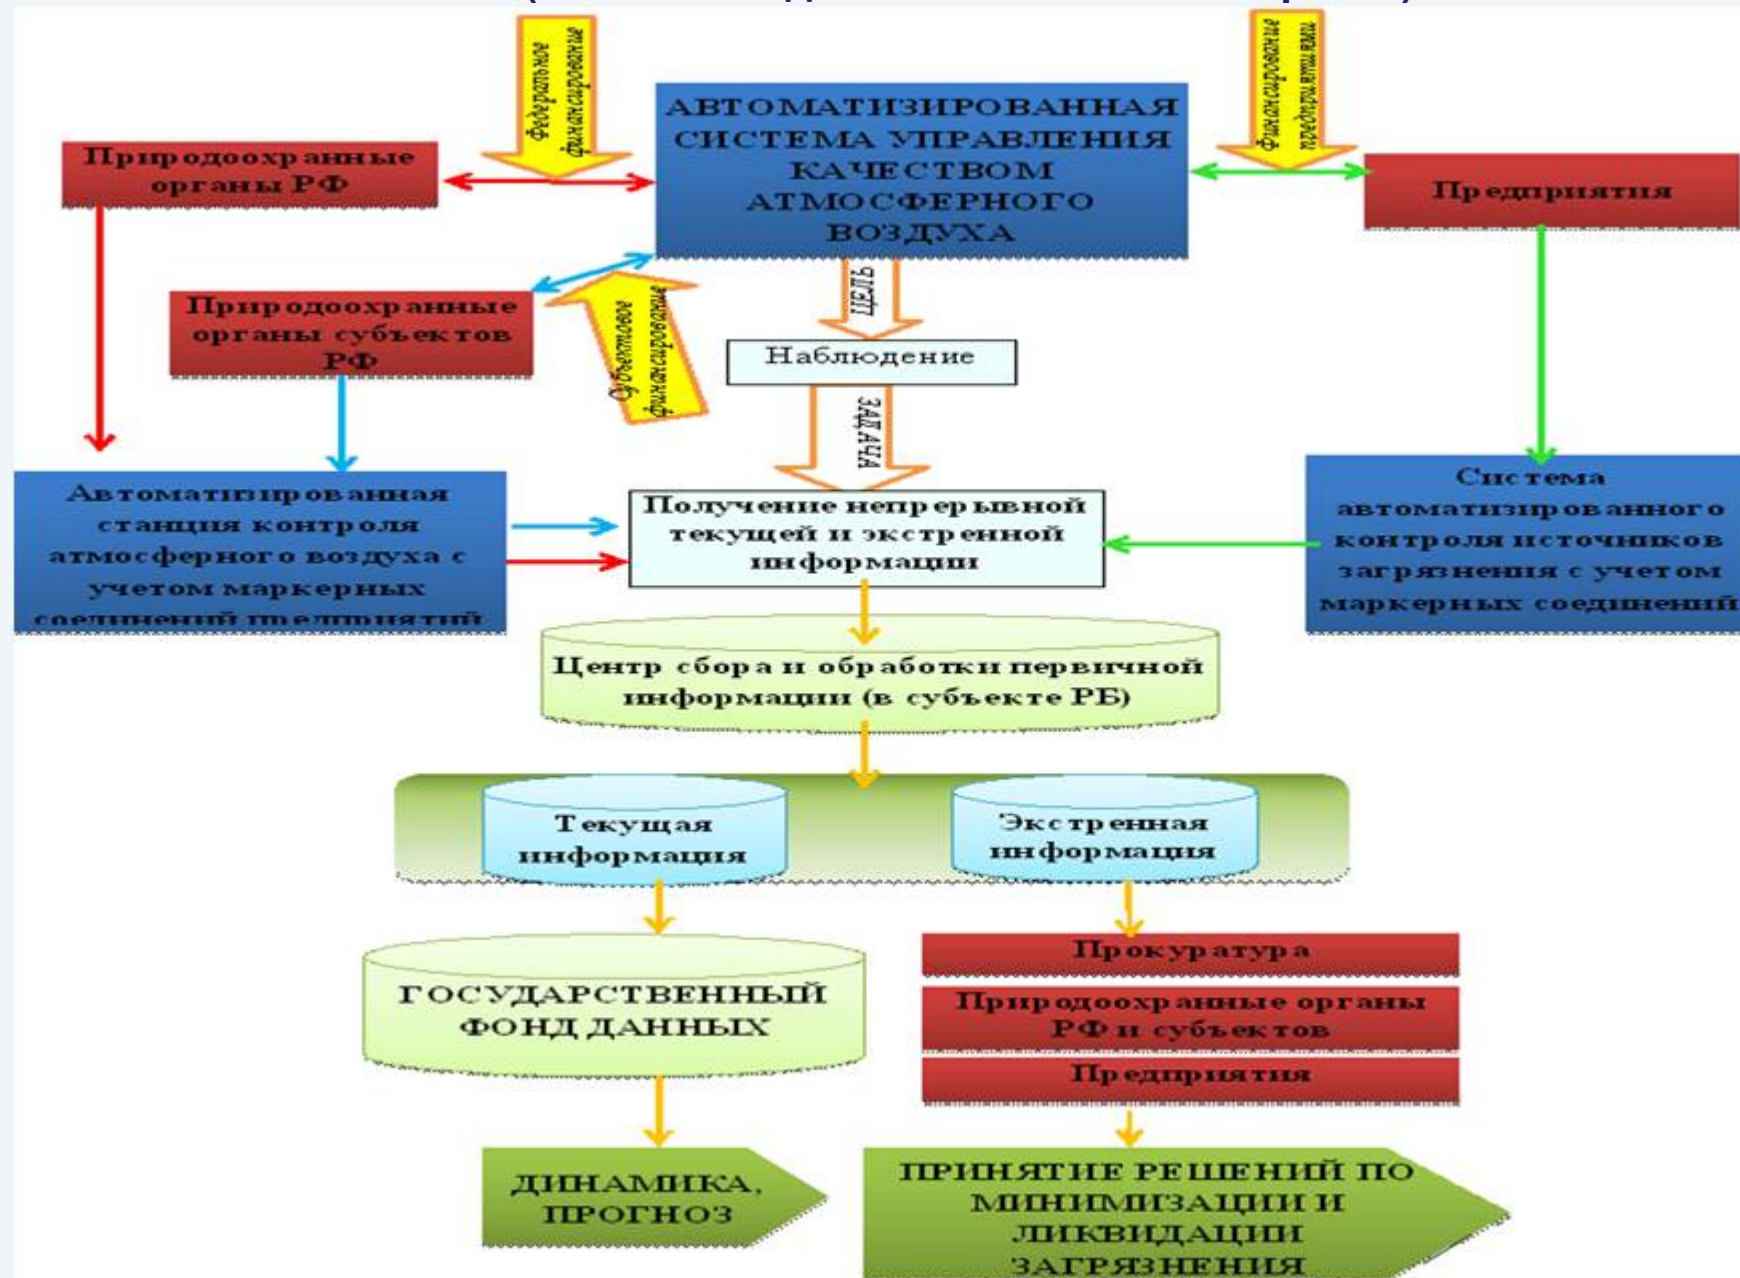 Федеральное
финансирование
Финансирование
предприятиями
АВТОМАТИЗИРОВАННАЯ
СИСТЕМА УПРАВЛЕНИЯ
КАЧЕСТВОМ
АТМОСФЕРНОГО
ВОЗДУХА
Природоохранные
органы РФ
Предприятия
Природоохранные
органы субъектов
РФ
Субъектовое
финансирование
ЦЕЛЬ
Наблюдение
ЗАДАЧА
Автоматизированная
станция контроля
атмосферного воздуха с
учетом маркерных
соединений предприятий
Получение непрерывной
текущей и экстренной
информации
Система
автоматизированного
контроля источников
загрязнения с учетом
маркерных соединений
Центр сбора и обработки первичной
информации (в субъекте РБ)
Текущая
информация
Экстренная
информация
ГОСУДАРСТВЕННЫЙ
ФОНД ДАННЫХ
Прокуратура
Природоохранные органы
РФ и субъектов
Предприятия
ДИНАМИКА,
ПРОГНОЗ
ПРИНЯТИЕ РЕШЕНИЙ ПО
МИНИМИЗАЦИИ И
ЛИКВИДАЦИИ
ЗАГРЯЗНЕНИЯ